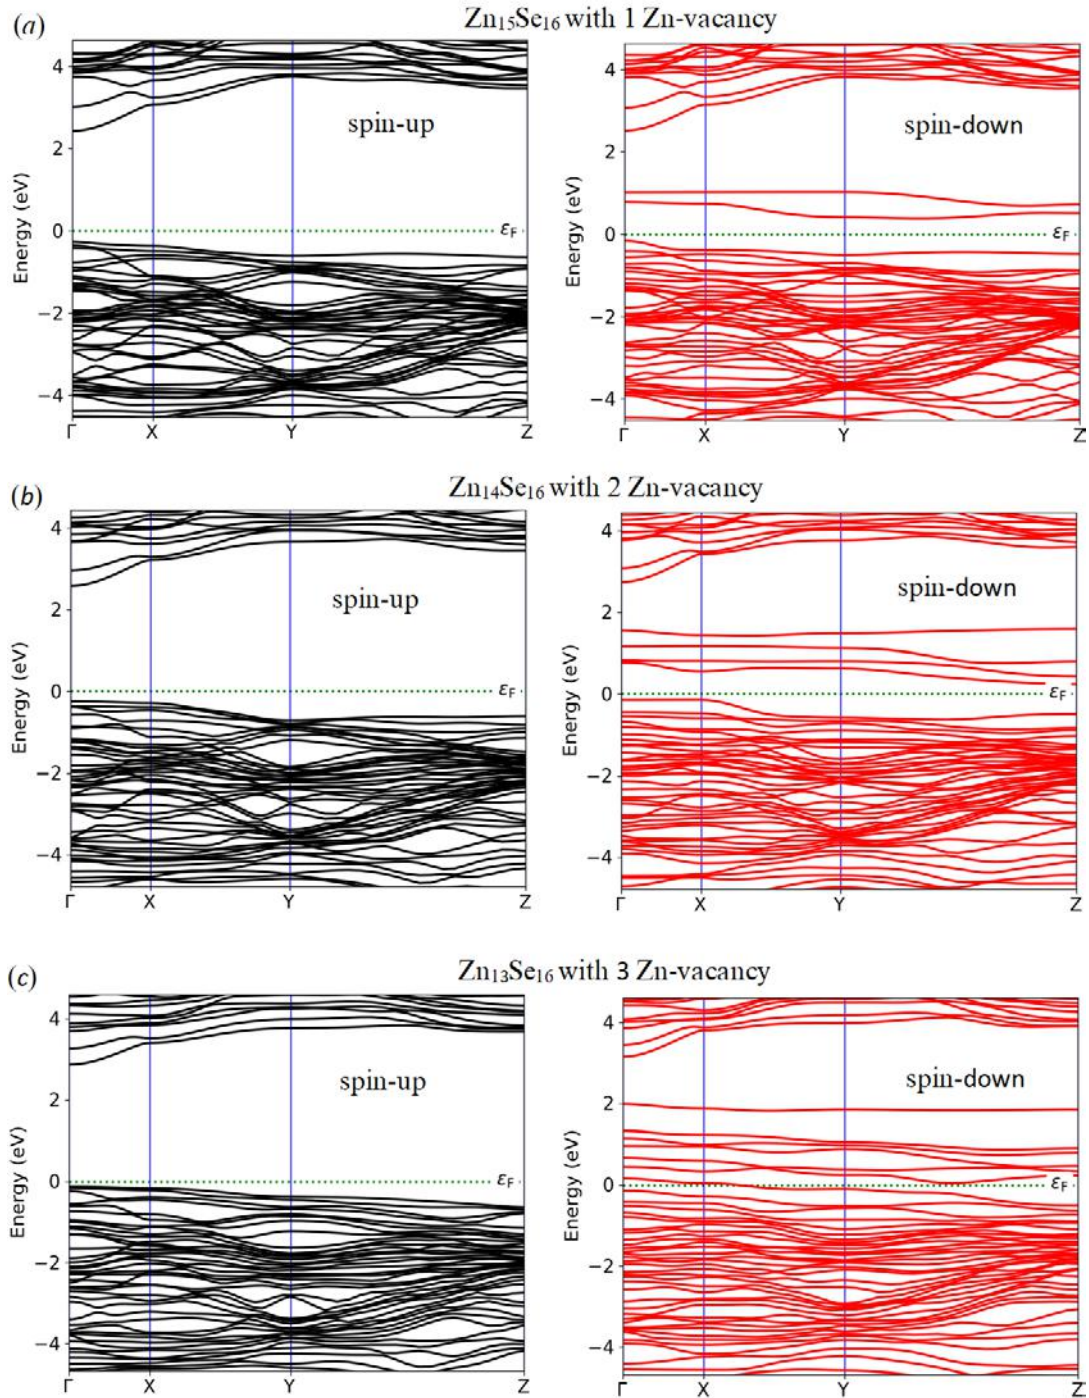 (a)
Zn₁₅Se₁₆ with 1 Zn-vacancy
Energy (eV)
4
2
0
−2
−4
spin-up
εF
Γ X Y Z
Energy (eV)
4
2
0
−2
−4
spin-down
εF
Γ X Y Z
(b)
Zn₁₄Se₁₆ with 2 Zn-vacancy
Energy (eV)
4
2
0
−2
−4
spin-up
εF
Γ X Y Z
Energy (eV)
4
2
0
−2
−4
spin-down
εF
Γ X Y Z
(c)
Zn₁₃Se₁₆ with 3 Zn-vacancy
Energy (eV)
4
2
0
−2
−4
spin-up
εF
Γ X Y Z
Energy (eV)
4
2
0
−2
−4
spin-down
εF
Γ X Y Z